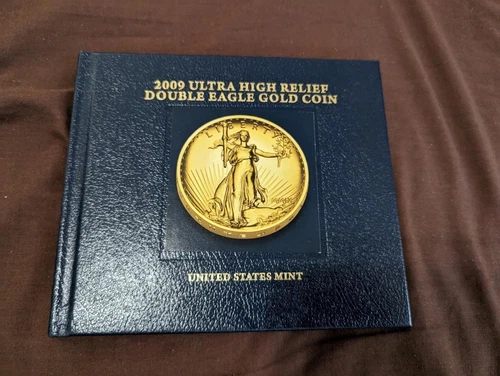 2009 ULTRA HIGH RELIEF
DOUBLE EAGLE GOLD COIN
LIBERTY
UNITED STATES MINT